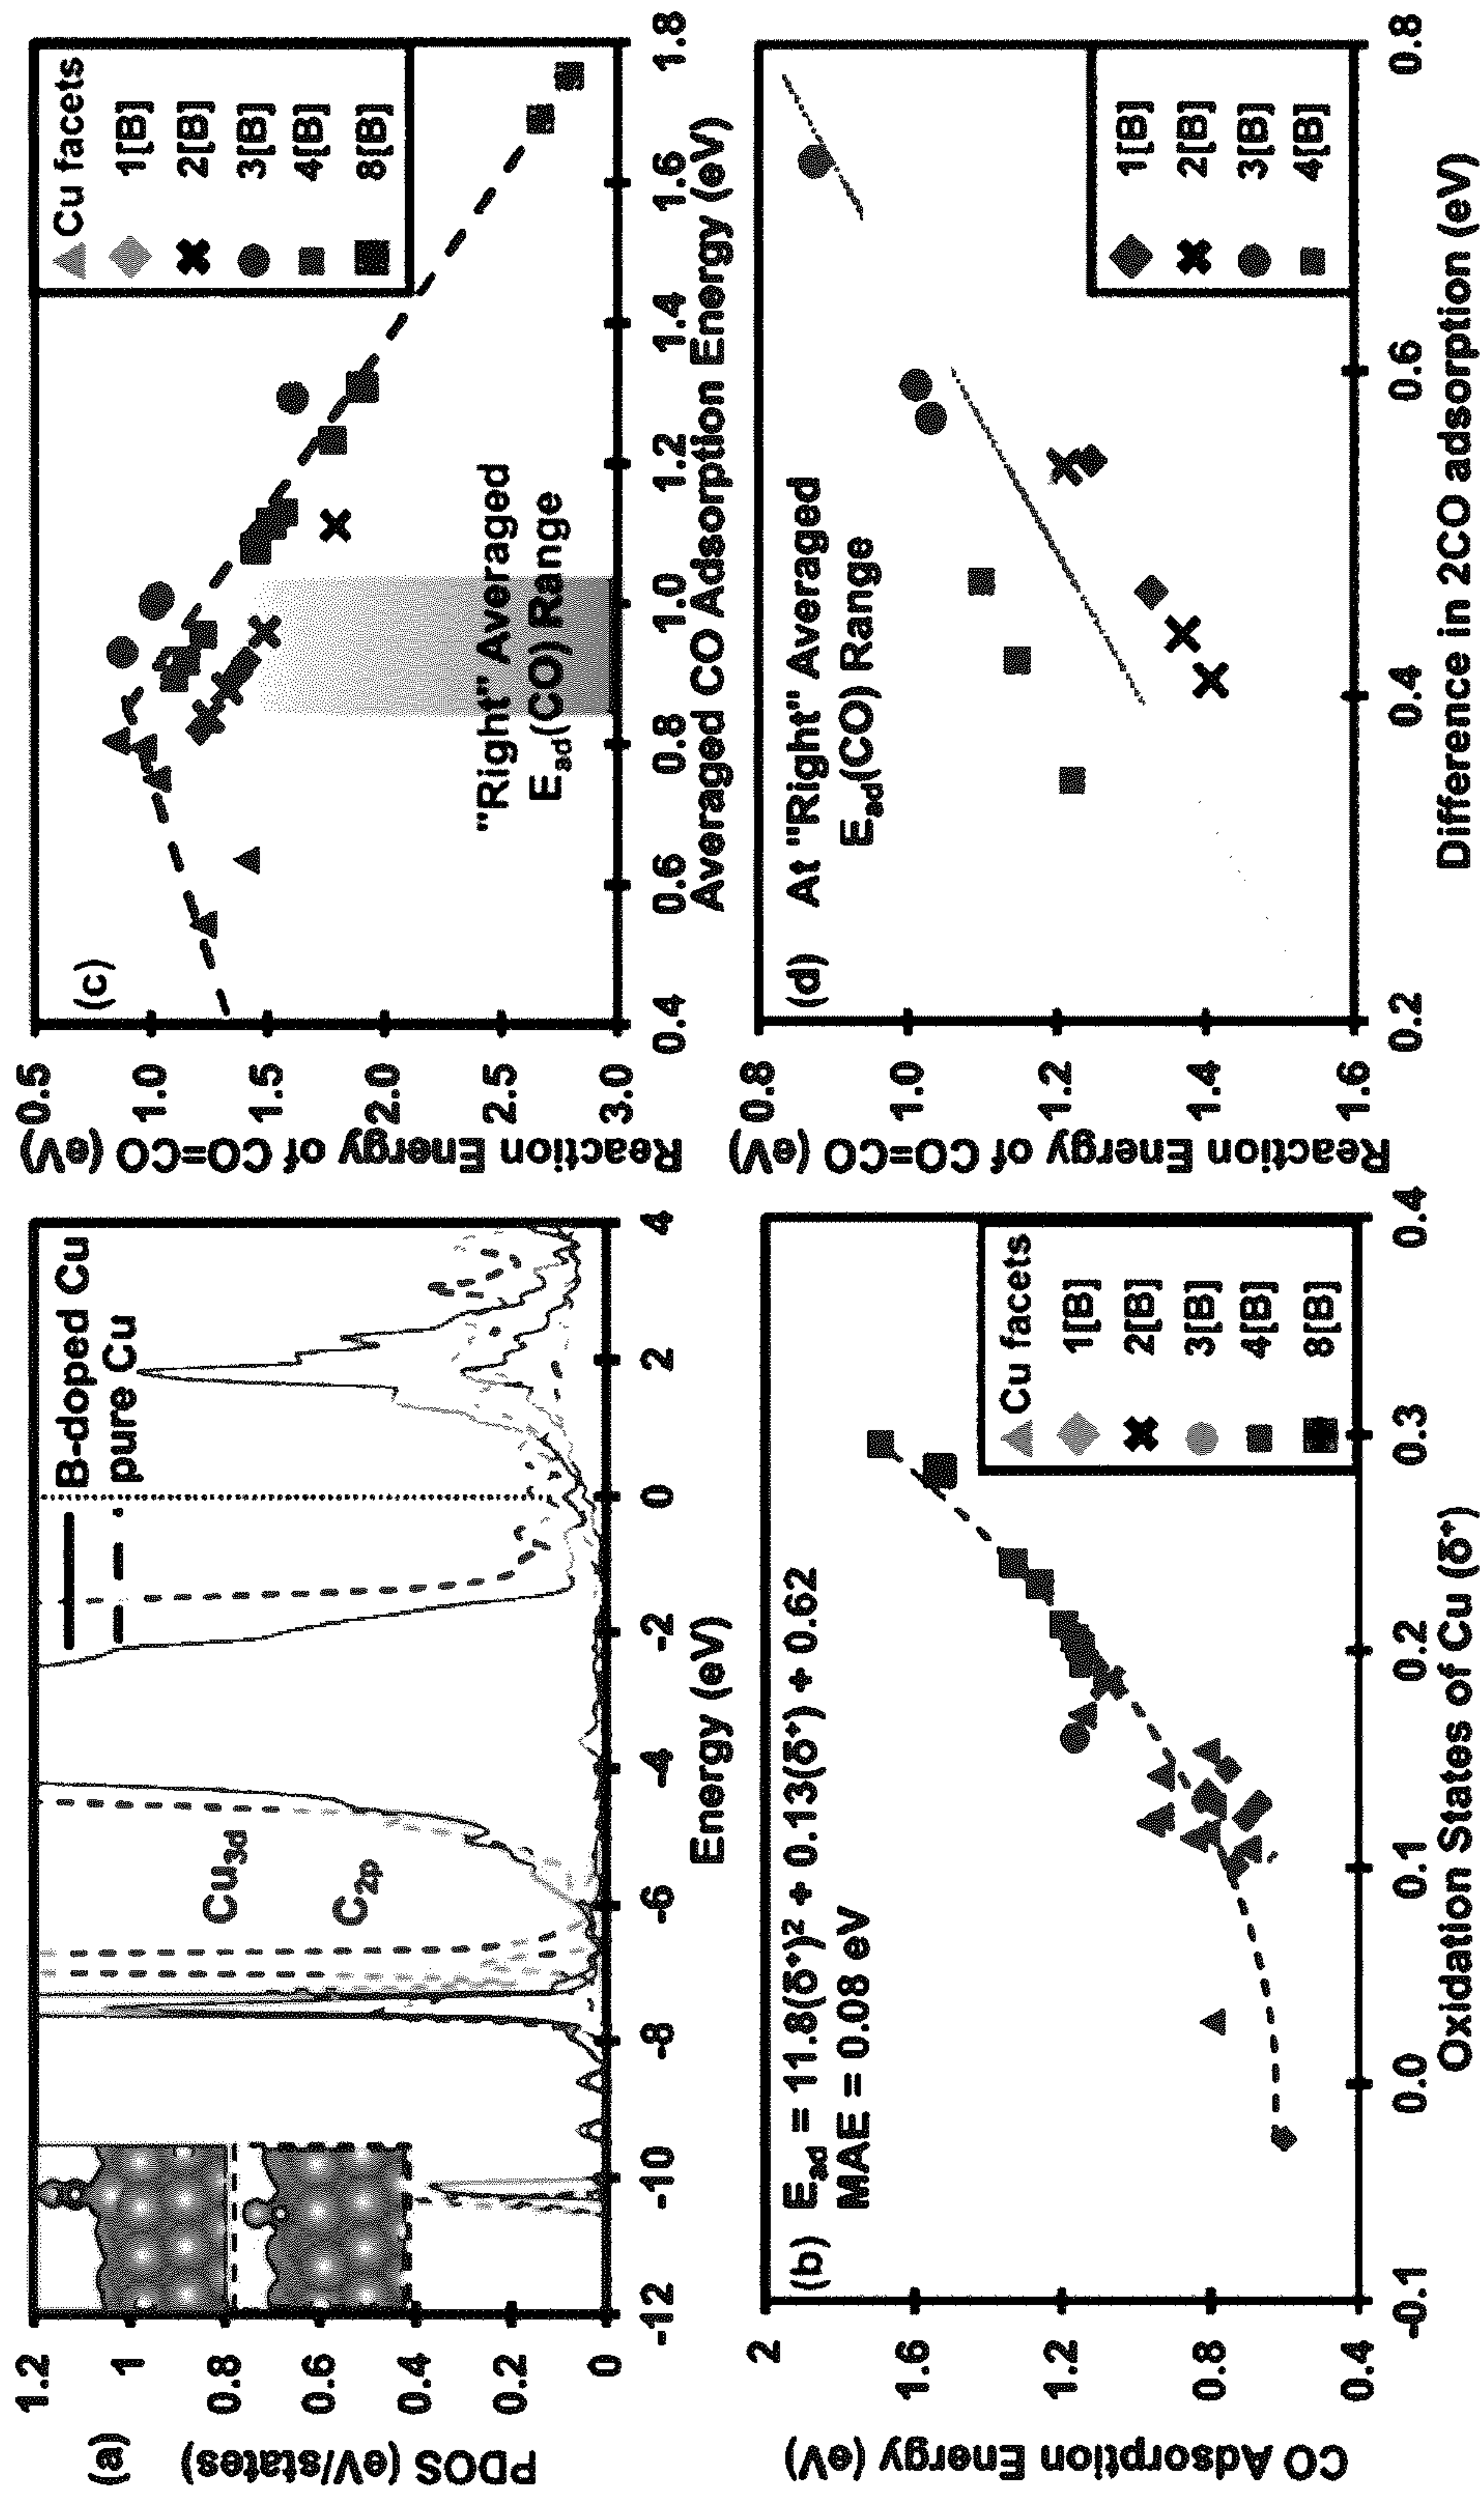 (a)
PDOS (eV/states)
1.2
1
0.8
0.6
0.4
0.2
0
B-doped Cu
pure Cu
Cu3d
C2p
-12
-10
-8
-6
-4
-2
0
2
4
Energy (eV)
(c)
Reaction Energy of CO=CO (eV)
0.5
1.0
1.5
2.0
2.5
3.0
Cu facets
1[B]
2[B]
3[B]
4[B]
8[B]
"Right" Averaged
Ead(CO) Range
0.4
0.6
0.8
1.0
1.2
1.4
1.6
1.8
Averaged CO Adsorption Energy (eV)
(b)
CO Adsorption Energy (eV)
2
1.6
1.2
0.8
0.4
Ead = 11.8(δ⁺)² + 0.13(δ⁺) + 0.62
MAE = 0.08 eV
Cu facets
1[B]
2[B]
3[B]
4[B]
8[B]
-0.1
0.0
0.1
0.2
0.3
0.4
Oxidation States of Cu (δ⁺)
(d)
Reaction Energy of CO=CO (eV)
0.8
1.0
1.2
1.4
1.6
At "Right" Averaged
Ead(CO) Range
1[B]
2[B]
3[B]
4[B]
0.2
0.4
0.6
0.8
Difference in 2CO adsorption (eV)